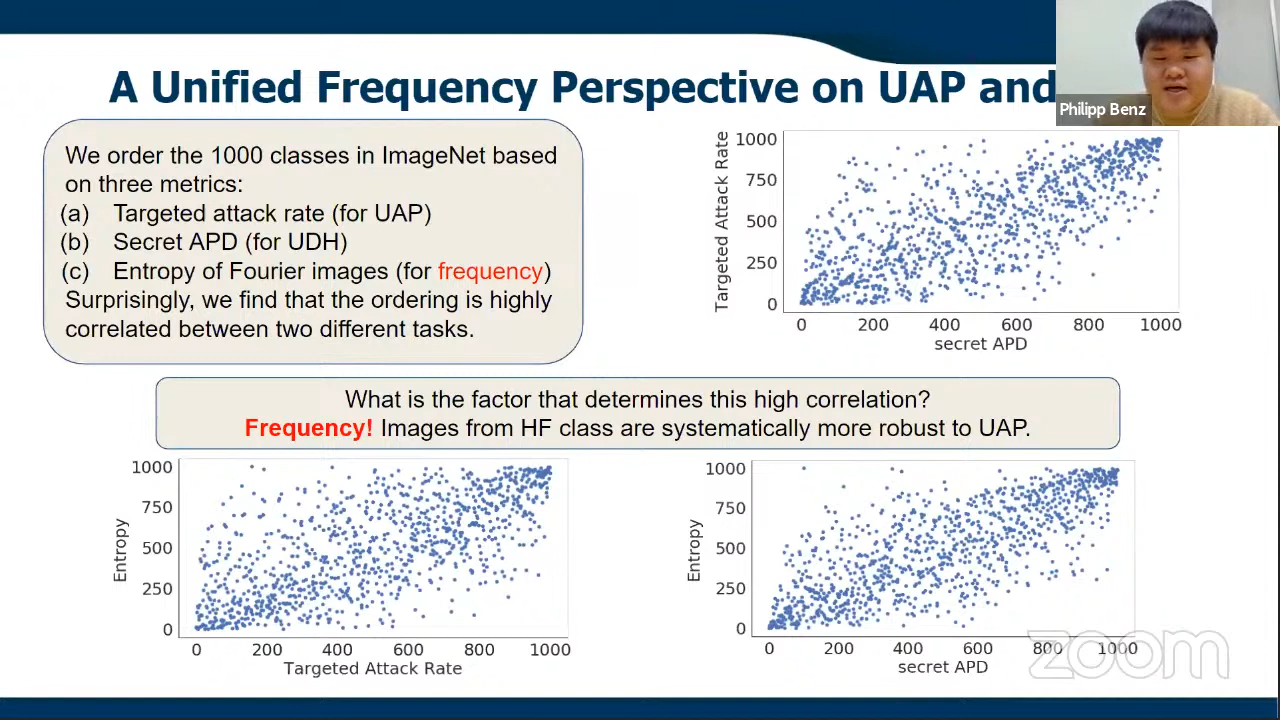 A Unified Frequency Perspective on UAP and
Philipp Benz
We order the 1000 classes in ImageNet based
on three metrics:
(a) Targeted attack rate (for UAP)
(b) Secret APD (for UDH)
(c) Entropy of Fourier images (for frequency)
Surprisingly, we find that the ordering is highly
correlated between two different tasks.
Targeted Attack Rate
1000
750
500
250
0
0 200 400 600 800 1000
secret APD
What is the factor that determines this high correlation?
Frequency! Images from HF class are systematically more robust to UAP.
Entropy
1000
750
500
250
0
0 200 400 600 800 1000
Targeted Attack Rate
Entropy
1000
750
500
250
0
0 200 400 600 800 1000
secret APD
zoom